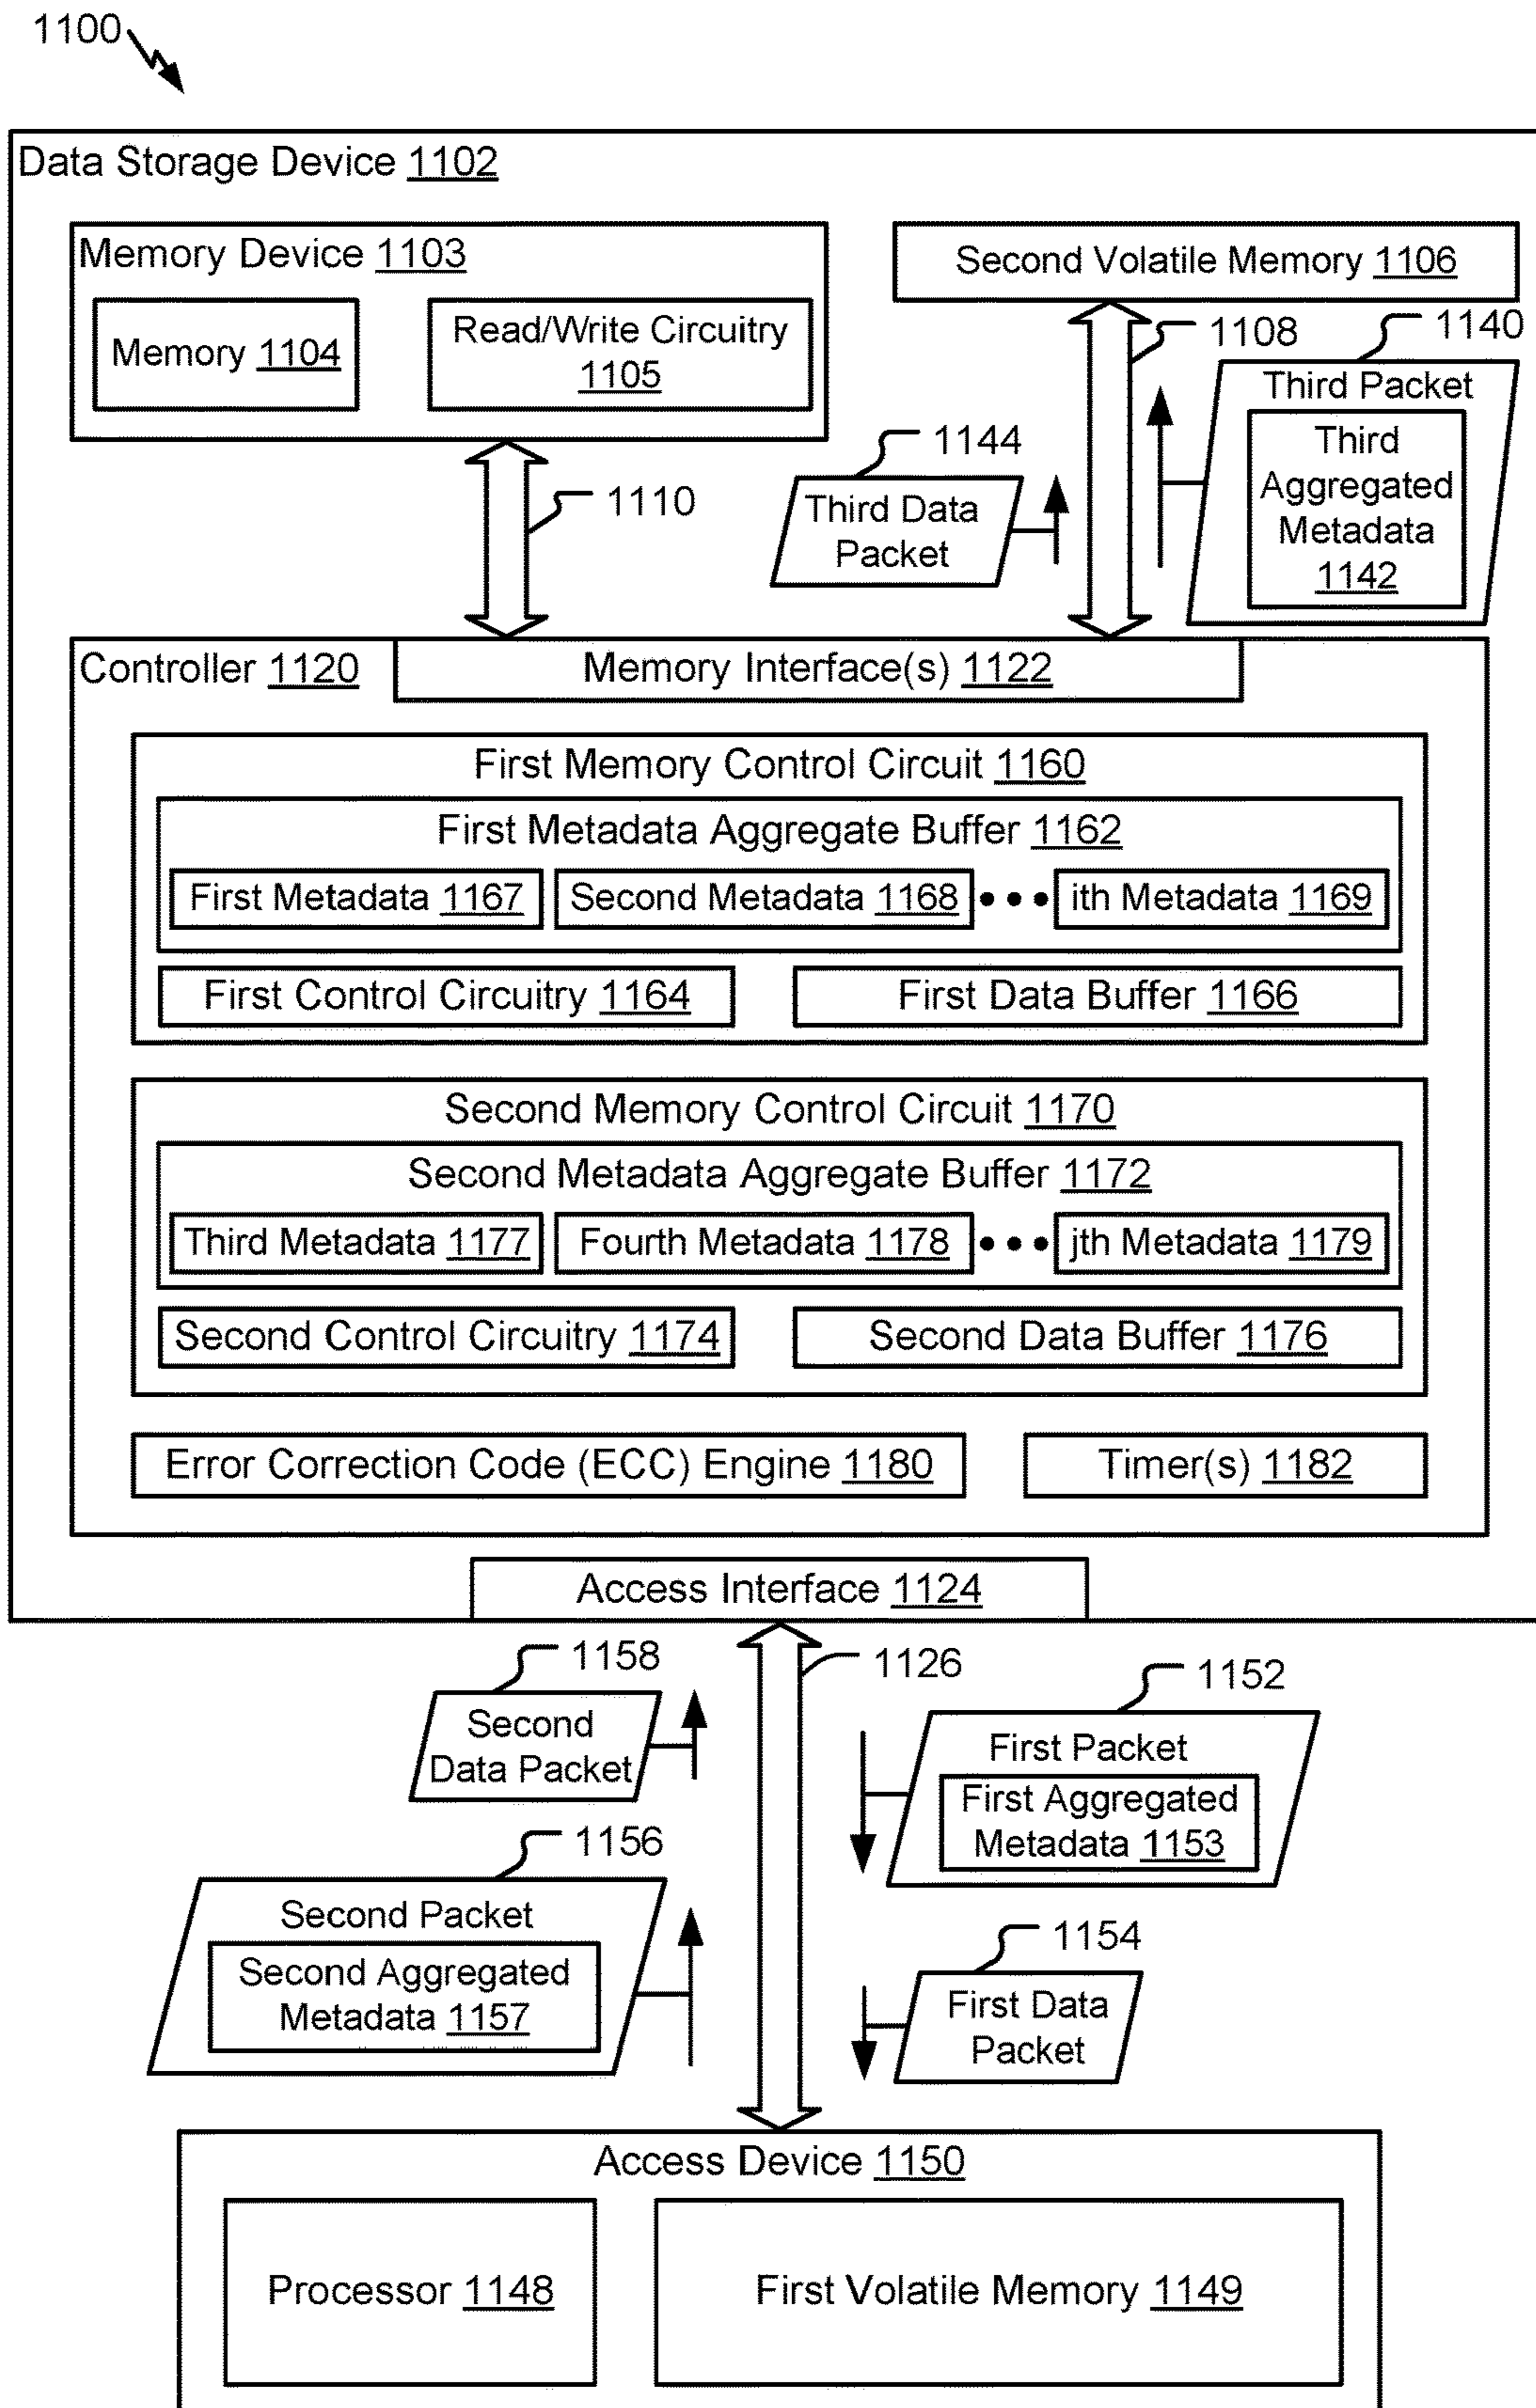 1100
Data Storage Device 1102
Memory Device 1103
Memory 1104
Read/Write Circuitry
1105
Second Volatile Memory 1106
1108
1140
Third Packet
Third
Aggregated
Metadata
1142
1144
Third Data
Packet
1110
Controller 1120
Memory Interface(s) 1122
First Memory Control Circuit 1160
First Metadata Aggregate Buffer 1162
First Metadata 1167 Second Metadata 1168 ••• ith Metadata 1169
First Control Circuitry 1164 First Data Buffer 1166
Second Memory Control Circuit 1170
Second Metadata Aggregate Buffer 1172
Third Metadata 1177 Fourth Metadata 1178 ••• jth Metadata 1179
Second Control Circuitry 1174 Second Data Buffer 1176
Error Correction Code (ECC) Engine 1180 Timer(s) 1182
Access Interface 1124
1158
Second
Data Packet
1126
1152
First Packet
First Aggregated
Metadata 1153
1156
Second Packet
Second Aggregated
Metadata 1157
1154
First Data
Packet
Access Device 1150
Processor 1148 First Volatile Memory 1149